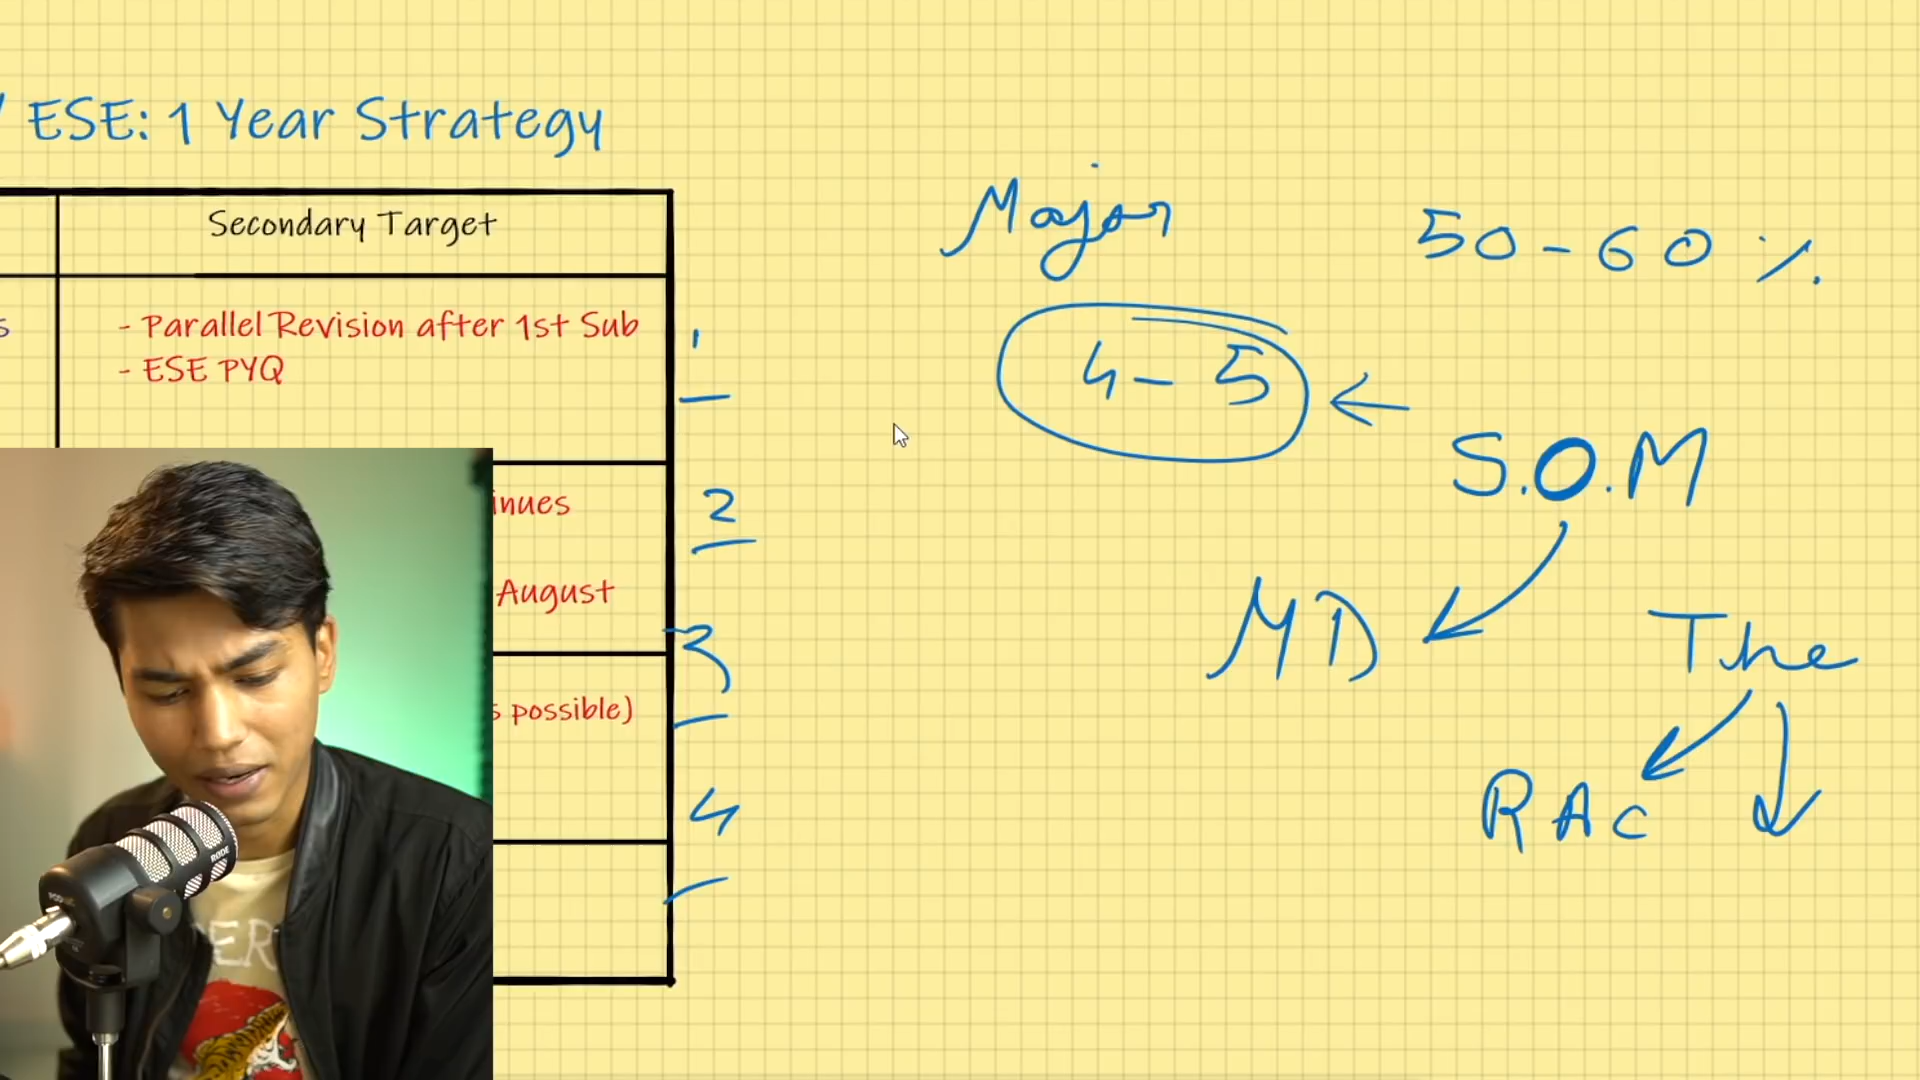 ESE: 1 Year Strategy
Secondary Target
- Parallel Revision after 1st Sub
- ESE PYQ
inues
August
s possible)
1
2
3
4
Major
50-60%.
4-5
S.O.M
MD
The
RAC
RODE